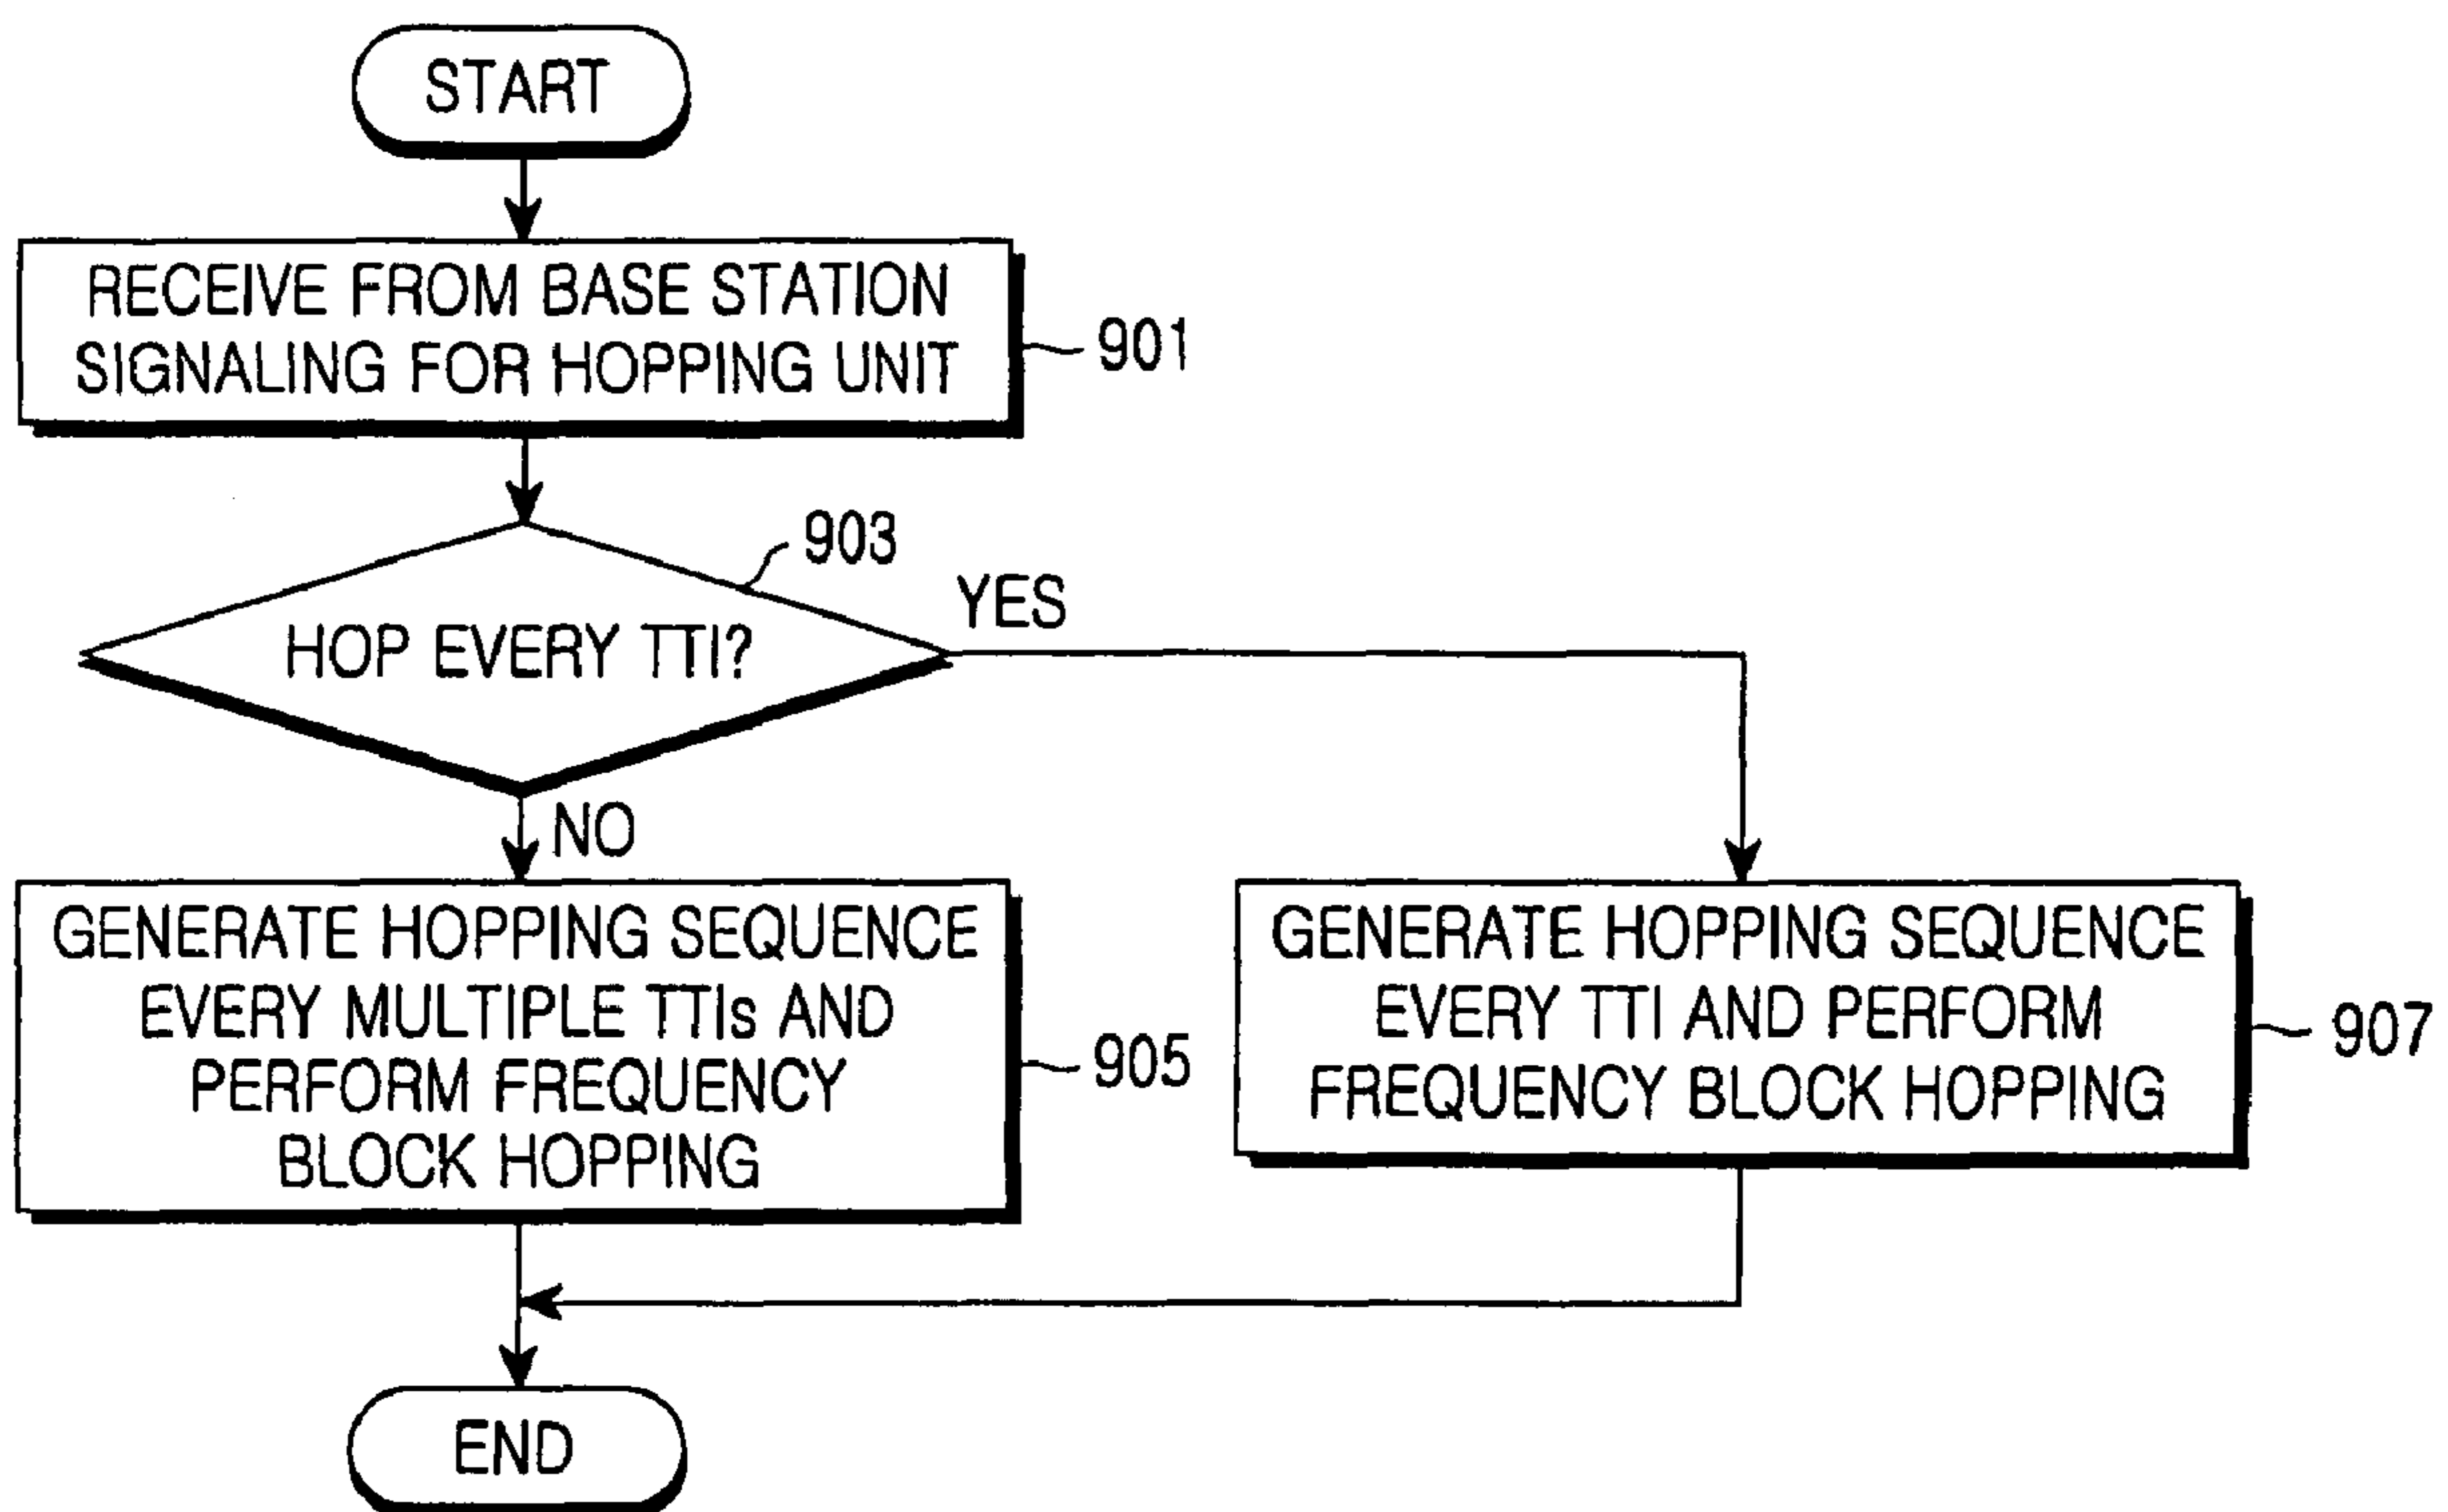 START
RECEIVE FROM BASE STATION
SIGNALING FOR HOPPING UNIT
901
903
HOP EVERY TTI?
YES
NO
GENERATE HOPPING SEQUENCE
EVERY MULTIPLE TTIs AND
PERFORM FREQUENCY
BLOCK HOPPING
905
GENERATE HOPPING SEQUENCE
EVERY TTI AND PERFORM
FREQUENCY BLOCK HOPPING
907
END